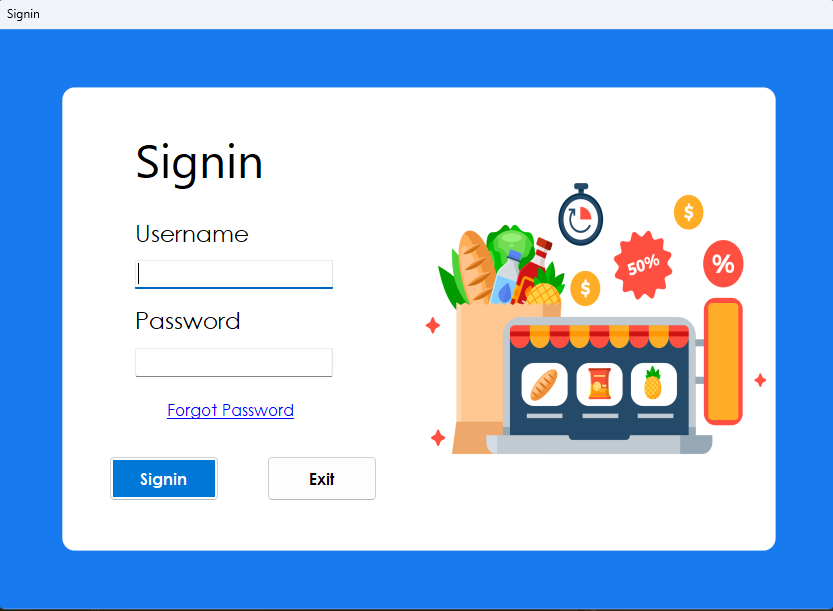 Signin
Signin
Username
Password
Forgot Password
Signin
Exit
$
50%
%
$